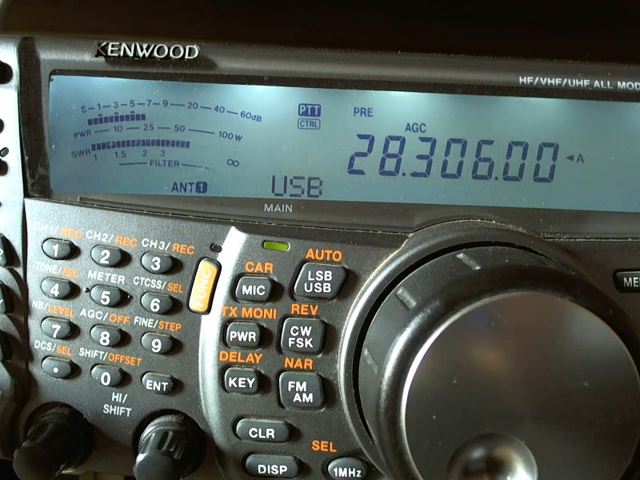 KENWOOD
HF/VHF/UHF ALL MOD
S 1 3 5 7 9 20 40 60dB
PWR 10 25 50 100W
SWR 1 1.5 2 3 ∞
FILTER
PTT
CTRL
PRE
AGC
28.306.00 ◄A
ANT 1
USB
MAIN
CH1/REC CH2/REC CH3/REC
1 2 3
TONE/SEL METER CTCSS/SEL
4 5 6
NB/LEVEL AGC/OFF FINE/STEP
7 8 9
DCS/SEL SHIFT/OFFSET
. 0 ENT
HI/
SHIFT
FUNC
CAR AUTO
MIC LSB
USB
TX MONI REV
PWR CW
FSK
DELAY NAR
KEY FM
AM
CLR
SEL
DISP 1MHz